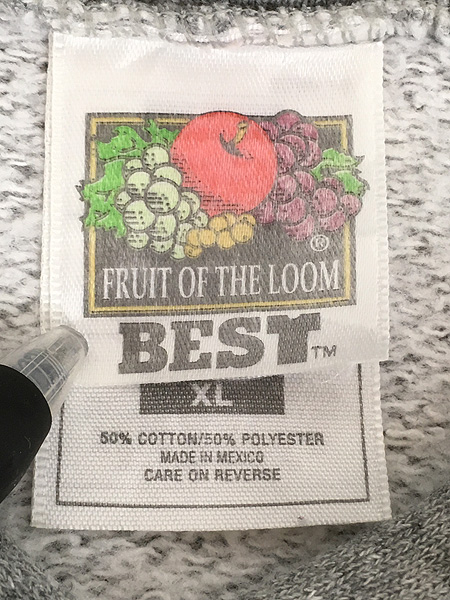 ®
FRUIT OF THE LOOM
BEST™
XL
50% COTTON/50% POLYESTER
MADE IN MEXICO
CARE ON REVERSE